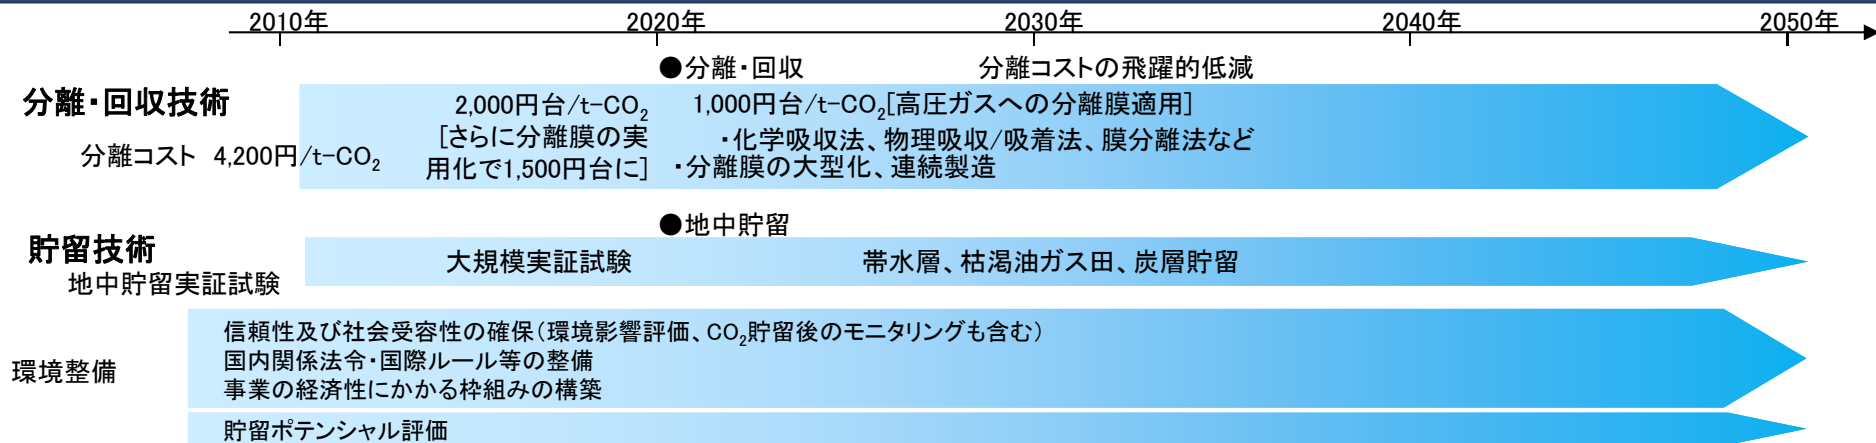 2010年 2020年 2030年 2040年 2050年
●分離・回収 分離コストの飛躍的低減
分離・回収技術
分離コスト 4,200円/t-CO₂
2,000円台/t-CO₂
[さらに分離膜の実
用化で1,500円台に]
1,000円台/t-CO₂[高圧ガスへの分離膜適用]
・化学吸収法、物理吸収/吸着法、膜分離法など
・分離膜の大型化、連続製造
●地中貯留
貯留技術
地中貯留実証試験
大規模実証試験
帯水層、枯渇油ガス田、炭層貯留
環境整備
信頼性及び社会受容性の確保(環境影響評価、CO₂貯留後のモニタリングも含む)
国内関係法令・国際ルール等の整備
事業の経済性にかかる枠組みの構築
貯留ポテンシャル評価